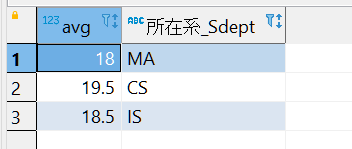 123 avg ABC 所在系_Sdept
1 18 MA
2 19.5 CS
3 18.5 IS